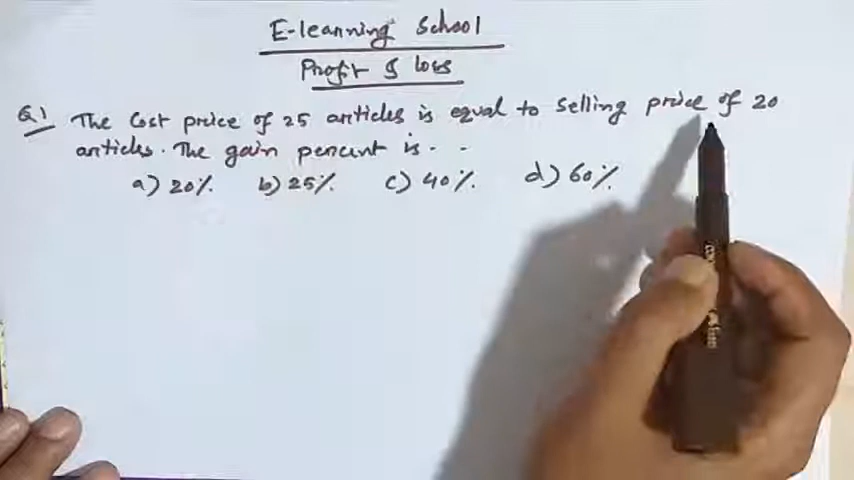 E-learning School
Profit & loss
Q1 The Cost price of 25 articles is equal to Selling price of 20
articles. The gain percent is. .
a) 20% b) 25% c) 40% d) 60%